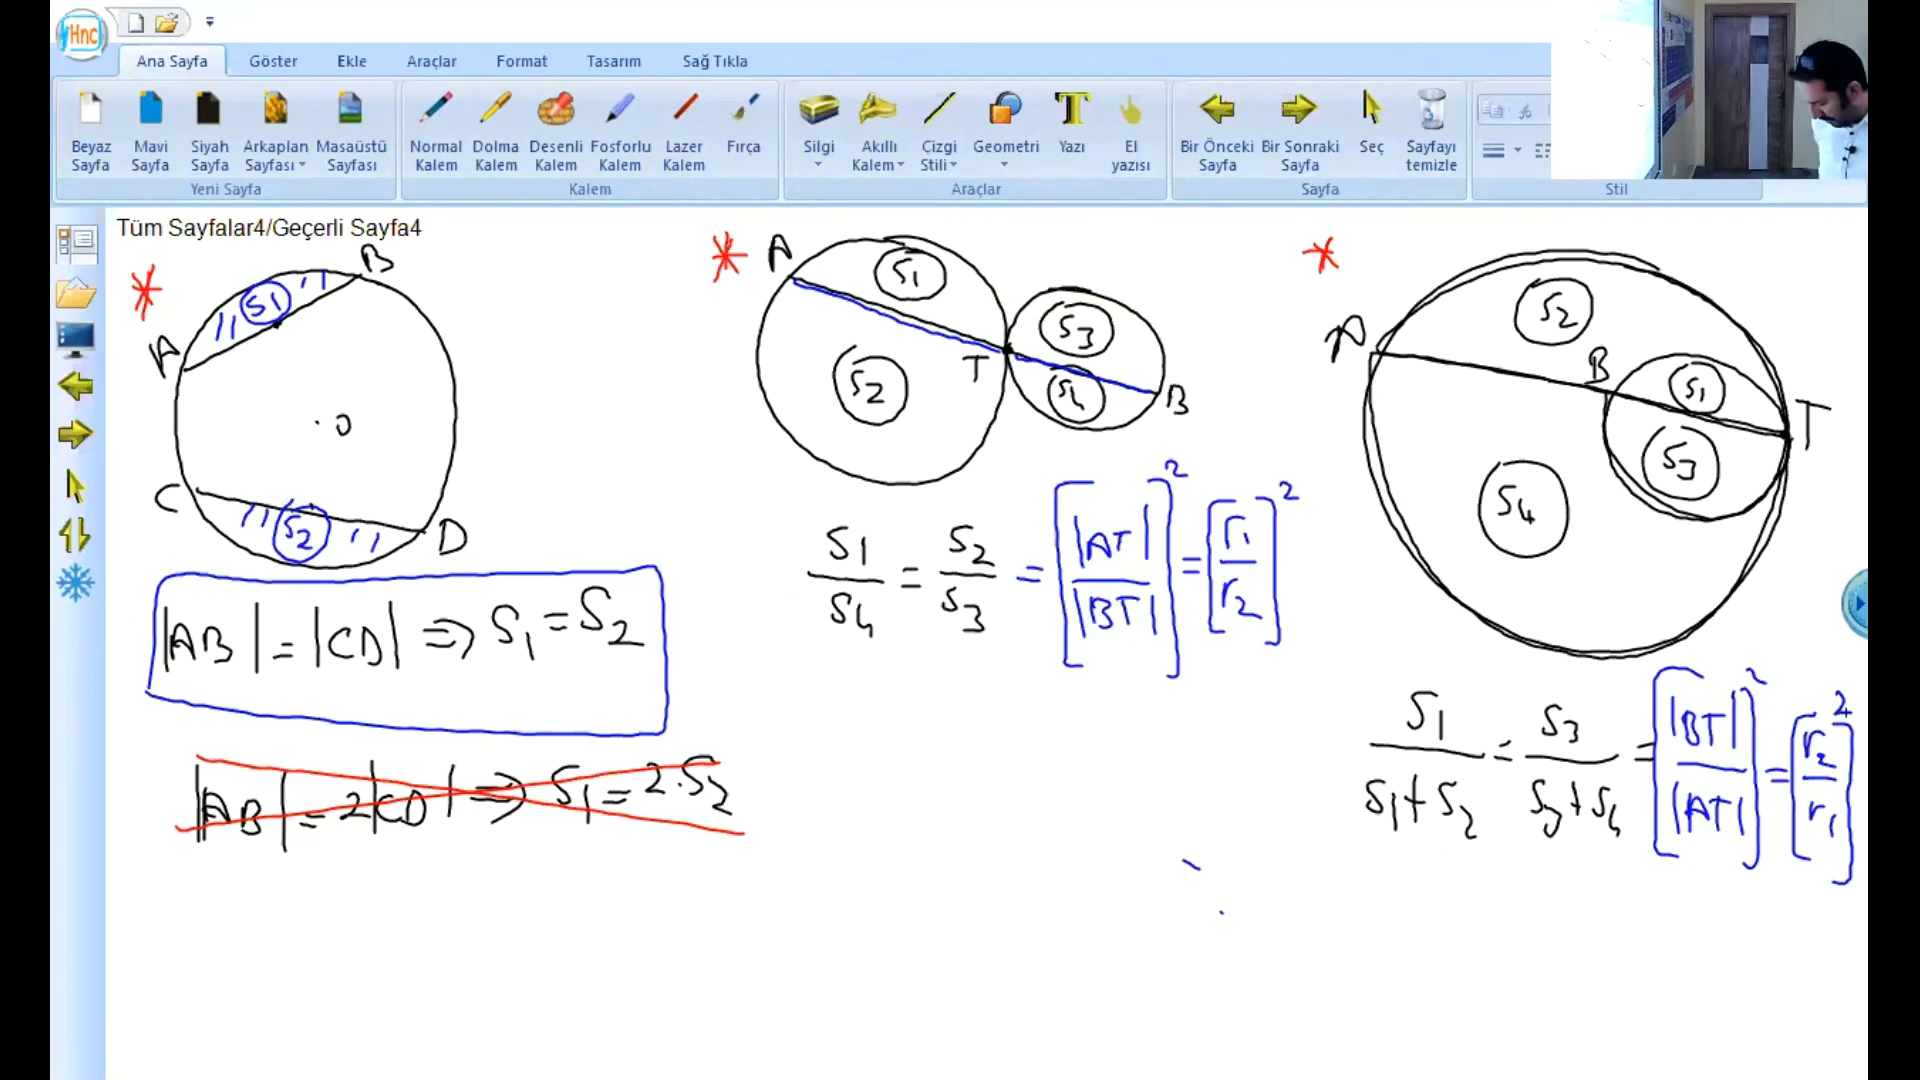 Hnc
Ana Sayfa Göster Ekle Araçlar Format Tasarım Sağ Tıkla
Beyaz Sayfa
Mavi Sayfa
Siyah Sayfa
Arkaplan Sayfası
Masaüstü Sayfası
Yeni Sayfa
Normal Kalem
Dolma Kalem
Desenli Kalem
Fosforlu Kalem
Lazer Kalem
Fırça
Kalem
Silgi
Akıllı Kalem
Çizgi Stili
Geometri
Yazı
El yazısı
Araçlar
Bir Önceki Sayfa
Bir Sonraki Sayfa
Seç
Sayfayı temizle
Sayfa
Stil
Tüm Sayfalar4/Geçerli Sayfa4
* A B S1 O C D S2
|AB| = |CD| => S1 = S2
|AB| = 2|CD| => S1 = 2.S2
* A S1 S2 T S3 S4 B
S1/S4 = S2/S3 = [|AT|/|BT|]² = [r1/r2]²
* A S2 B S1 T S3 S4
S1/(S1+S2) = S3/(S3+S4) = [|BT|/|AT|]² = [r2/r1]²